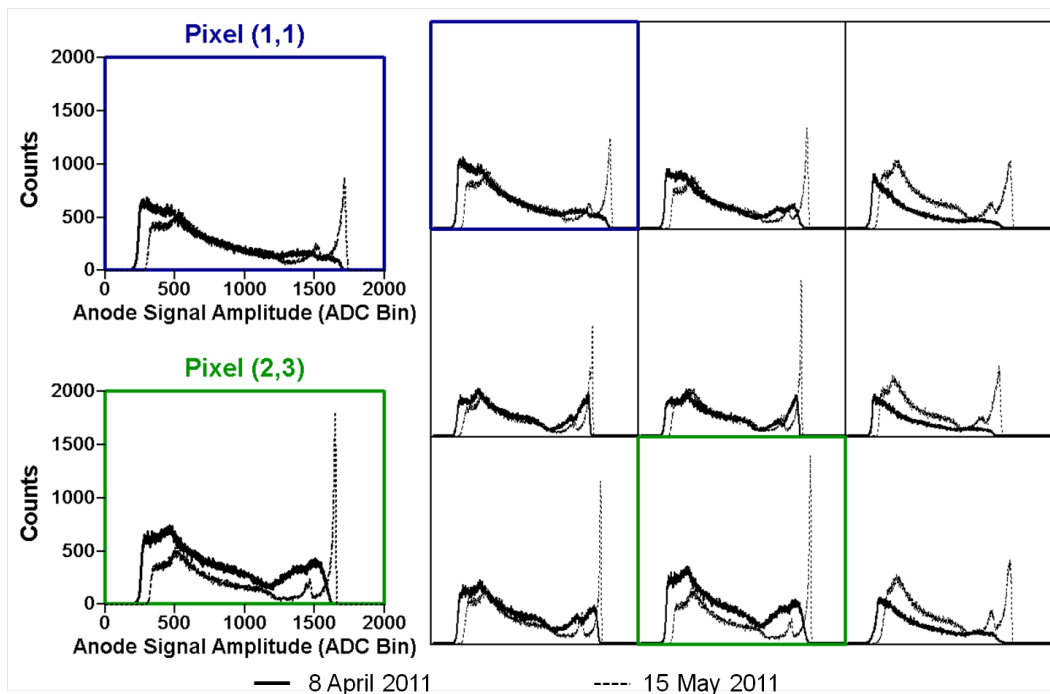 Pixel (1,1)
2000
1500
1000
500
0
Counts
0 500 1000 1500 2000
Anode Signal Amplitude (ADC Bin)
Pixel (2,3)
2000
1500
1000
500
0
Counts
0 500 1000 1500 2000
Anode Signal Amplitude (ADC Bin)
8 April 2011 15 May 2011